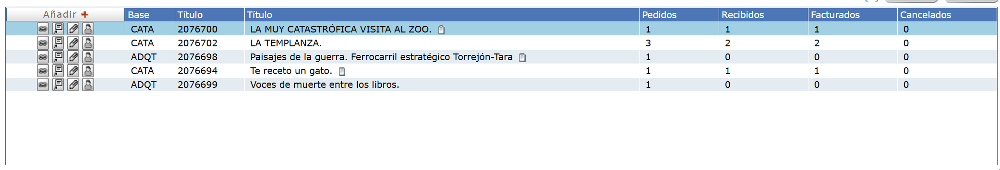 Añadir Base Título Título Pedidos Recibidos Facturados Cancelados
CATA 2076700 LA MUY CATASTRÓFICA VISITA AL ZOO. 1 1 1 0
CATA 2076702 LA TEMPLANZA. 3 2 2 0
ADQT 2076698 Paisajes de la guerra. Ferrocarril estratégico Torrejón-Tara 1 0 0 0
CATA 2076694 Te receto un gato. 1 1 1 0
ADQT 2076699 Voces de muerte entre los libros. 1 0 0 0